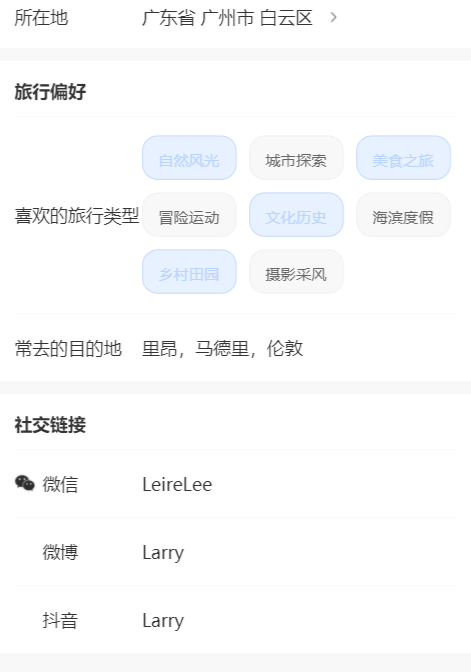 所在地 广东省 广州市 白云区
旅行偏好
自然风光 城市探索 美食之旅
喜欢的旅行类型 冒险运动 文化历史 海滨度假
乡村田园 摄影采风
常去的目的地 里昂，马德里，伦敦
社交链接
微信 LeireLee
微博 Larry
抖音 Larry